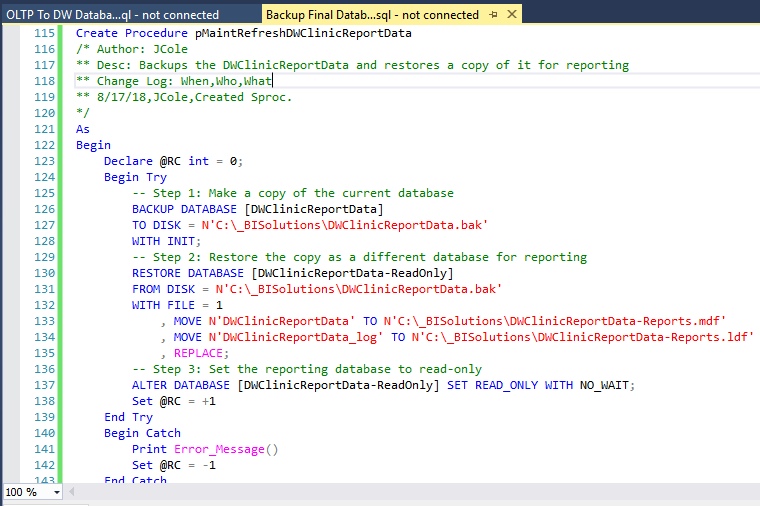 OLTP To DW Databa...ql - not connected
Backup Final Datab...sql - not connected
115 Create Procedure pMaintRefreshDWClinicReportData
116 /* Author: JCole
117 ** Desc: Backups the DWClinicReportData and restores a copy of it for reporting
118 ** Change Log: When,Who,What
119 ** 8/17/18,JCole,Created Sproc.
120 */
121 As
122 Begin
123 Declare @RC int = 0;
124 Begin Try
125 -- Step 1: Make a copy of the current database
126 BACKUP DATABASE [DWClinicReportData]
127 TO DISK = N'C:\_BISolutions\DWClinicReportData.bak'
128 WITH INIT;
129 -- Step 2: Restore the copy as a different database for reporting
130 RESTORE DATABASE [DWClinicReportData-ReadOnly]
131 FROM DISK = N'C:\_BISolutions\DWClinicReportData.bak'
132 WITH FILE = 1
133 , MOVE N'DWClinicReportData' TO N'C:\_BISolutions\DWClinicReportData-Reports.mdf'
134 , MOVE N'DWClinicReportData_log' TO N'C:\_BISolutions\DWClinicReportData-Reports.ldf'
135 , REPLACE;
136 -- Step 3: Set the reporting database to read-only
137 ALTER DATABASE [DWClinicReportData-ReadOnly] SET READ_ONLY WITH NO_WAIT;
138 Set @RC = +1
139 End Try
140 Begin Catch
141 Print Error_Message()
142 Set @RC = -1
143 End Catch
100 %